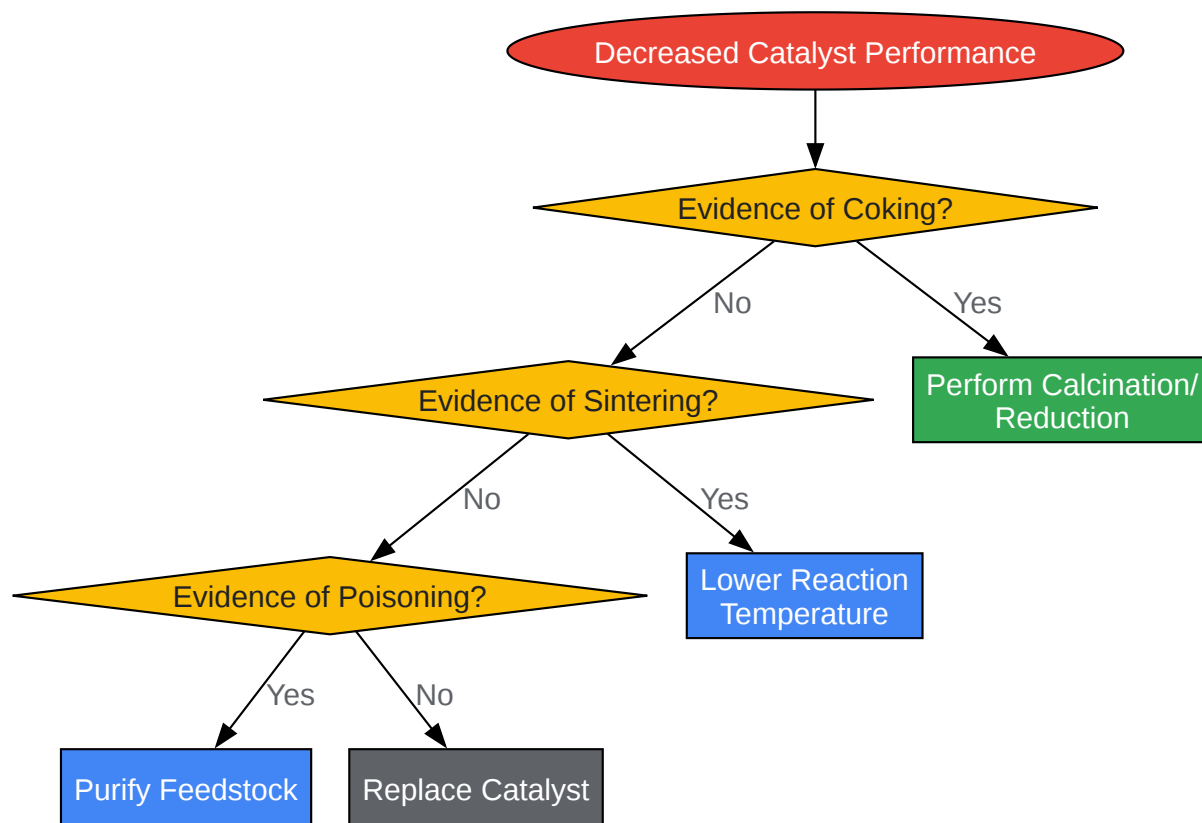 Decreased Catalyst Performance
Evidence of Coking?
No
Yes
Evidence of Sintering?
Perform Calcination/
Reduction
No
Yes
Evidence of Poisoning?
Lower Reaction
Temperature
Yes
No
Purify Feedstock
Replace Catalyst